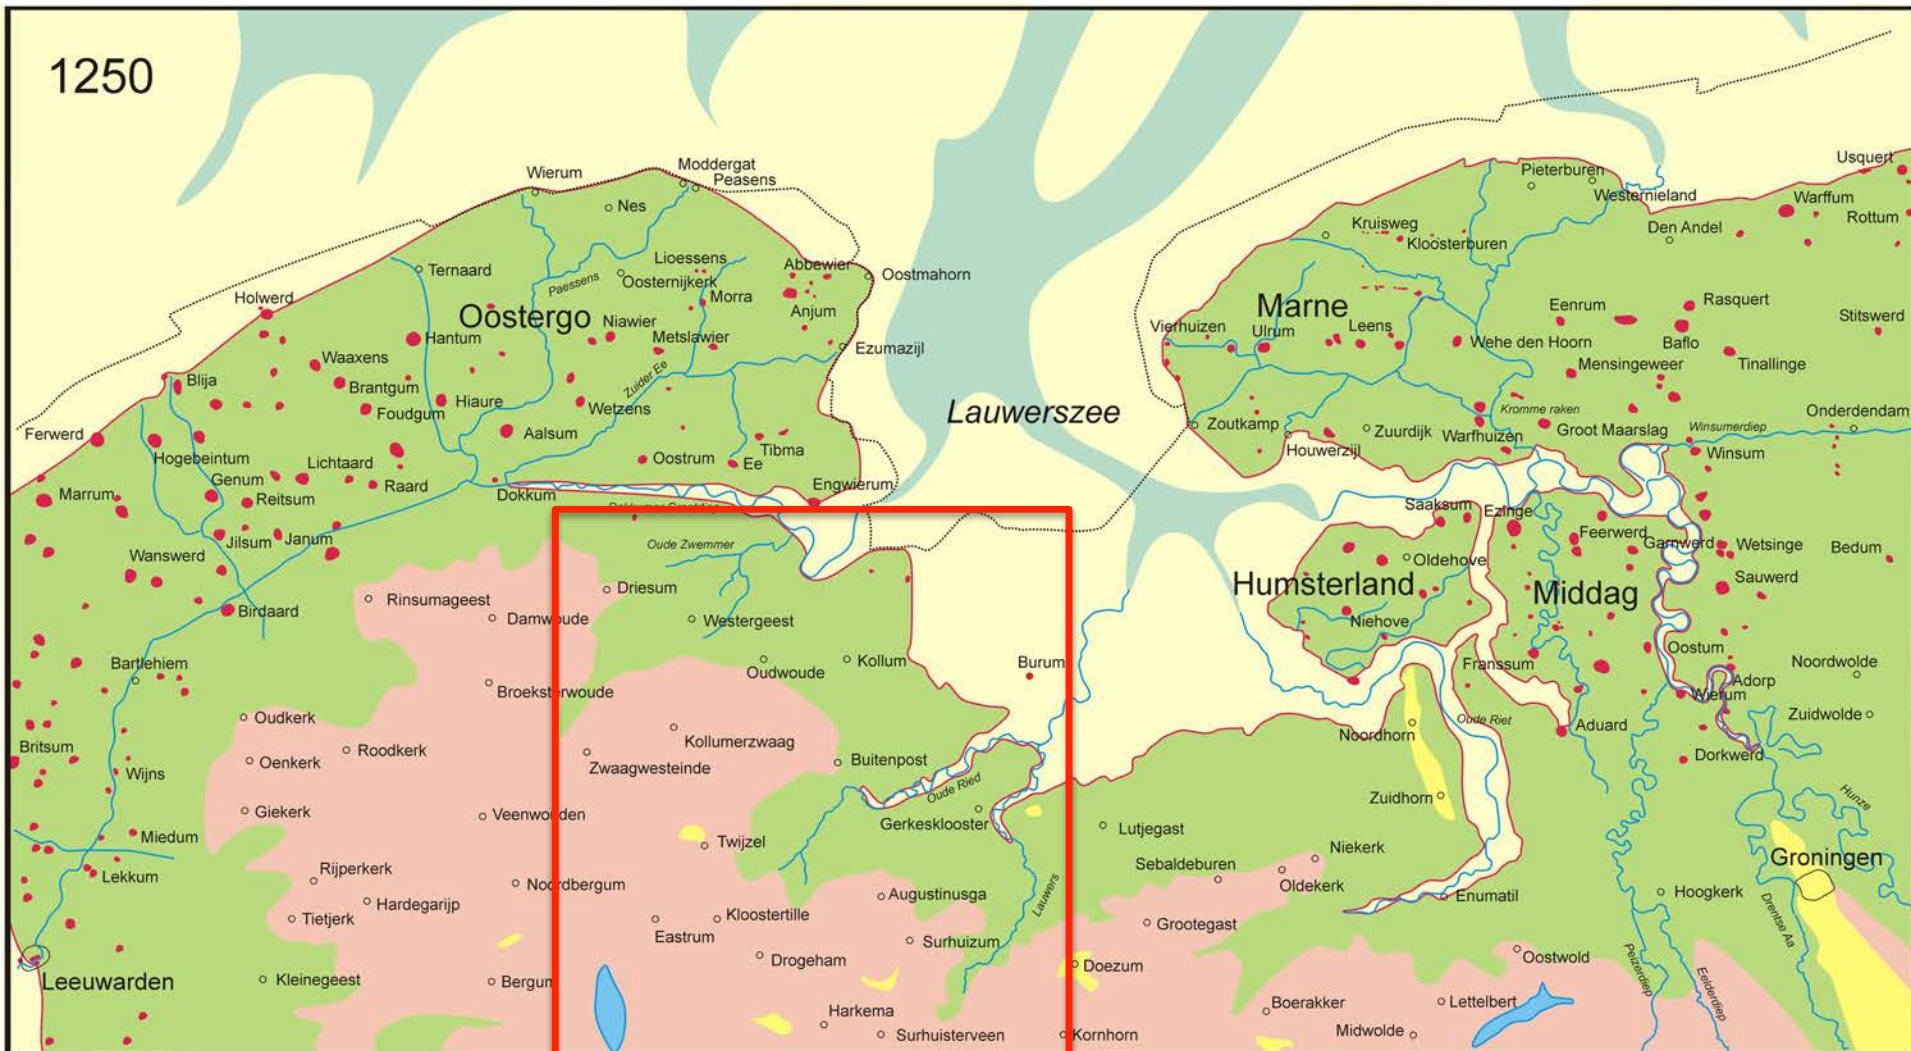 1250
Wierum
Moddergat
Peasens
Nes
Ternaard
Lioessens
Paessens
Oosternijkerk
Morra
Abbewier
Oostmahorn
Anjum
Holwerd
Oostergo
Niawier
Metslawier
Hantum
Ezumazijl
Waaxens
Brantgum
Blija
Zuider Ee
Foudgum
Hiaure
Wetzens
Aalsum
Ferwerd
Hogebeintum
Lichtaard
Genum
Raard
Reitsum
Marrum
Oostrum
Tibma
Ee
Engwierum
Dokkum
Jilsum
Janum
Wanswerd
Birdaard
Lauwerszee
Pieterburen
Westernieland
Usquert
Warffum
Rottum
Den Andel
Kruisweg
Kloosterburen
Marne
Eenrum
Rasquert
Stitswerd
Vierhuizen
Ulrum
Leens
Wehe den Hoorn
Baflo
Mensingeweer
Tinallinge
Kromme raken
Onderdendam
Zoutkamp
Zuurdijk
Warfhuizen
Groot Maarslag
Winsumerdiep
Houwerzijl
Winsum
Saaksum
Ezinge
Feerwerd
Garnwerd
Wetsinge
Bedum
Oldehove
Humsterland
Middag
Sauwerd
Niehove
Franssum
Oostum
Noordwolde
Adorp
Wierum
Zuidwolde
Oude Riet
Aduard
Noordhorn
Dorkwerd
Zuidhorn
Hunze
Oude Zwemmer
Driesum
Rinsumageest
Damwoude
Westergeest
Bartlehiem
Oudwoude
Kollum
Burum
Broeksterwoude
Oudkerk
Kollumerzwaag
Britsum
Roodkerk
Oenkerk
Wijns
Zwaagwesteinde
Buitenpost
Oude Ried
Giekerk
Veenwouden
Gerkesklooster
Miedum
Twijzel
Lutjegast
Niekerk
Sebaldeburen
Oldekerk
Groningen
Lekkum
Rijperkerk
Noordbergum
Augustinusga
Lauwers
Enumatil
Hoogkerk
Hardegarijp
Tietjerk
Kloostertille
Eastrum
Surhuizum
Grootegast
Drentse Aa
Drogeham
Doezum
Oostwold
Peizerdiep
Eelderdiep
Leeuwarden
Kleinegeest
Bergum
Harkema
Boerakker
Lettelbert
Surhuisterveen
Kornhorn
Midwolde